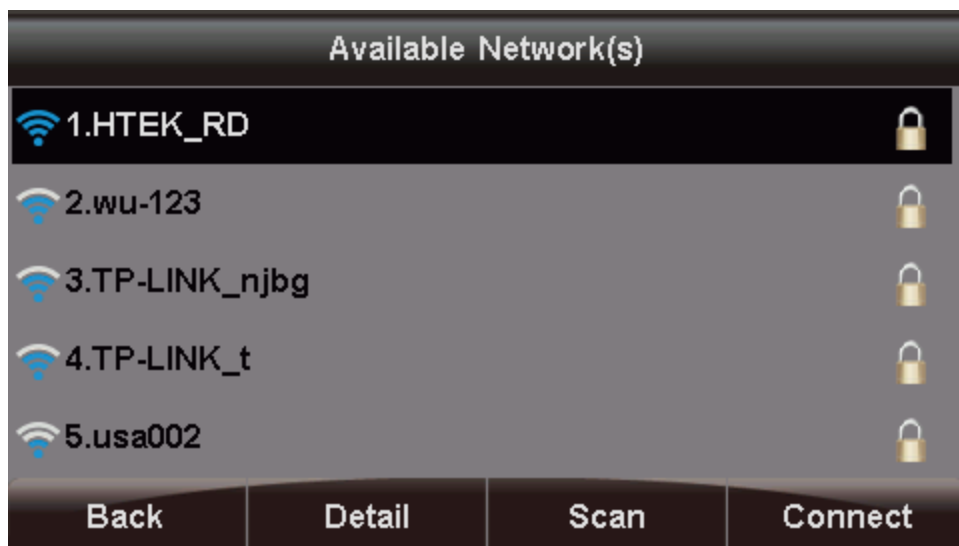 Available Network(s)
1.HTEK_RD
2.wu-123
3.TP-LINK_njbg
4.TP-LINK_t
5.usa002
Back Detail Scan Connect